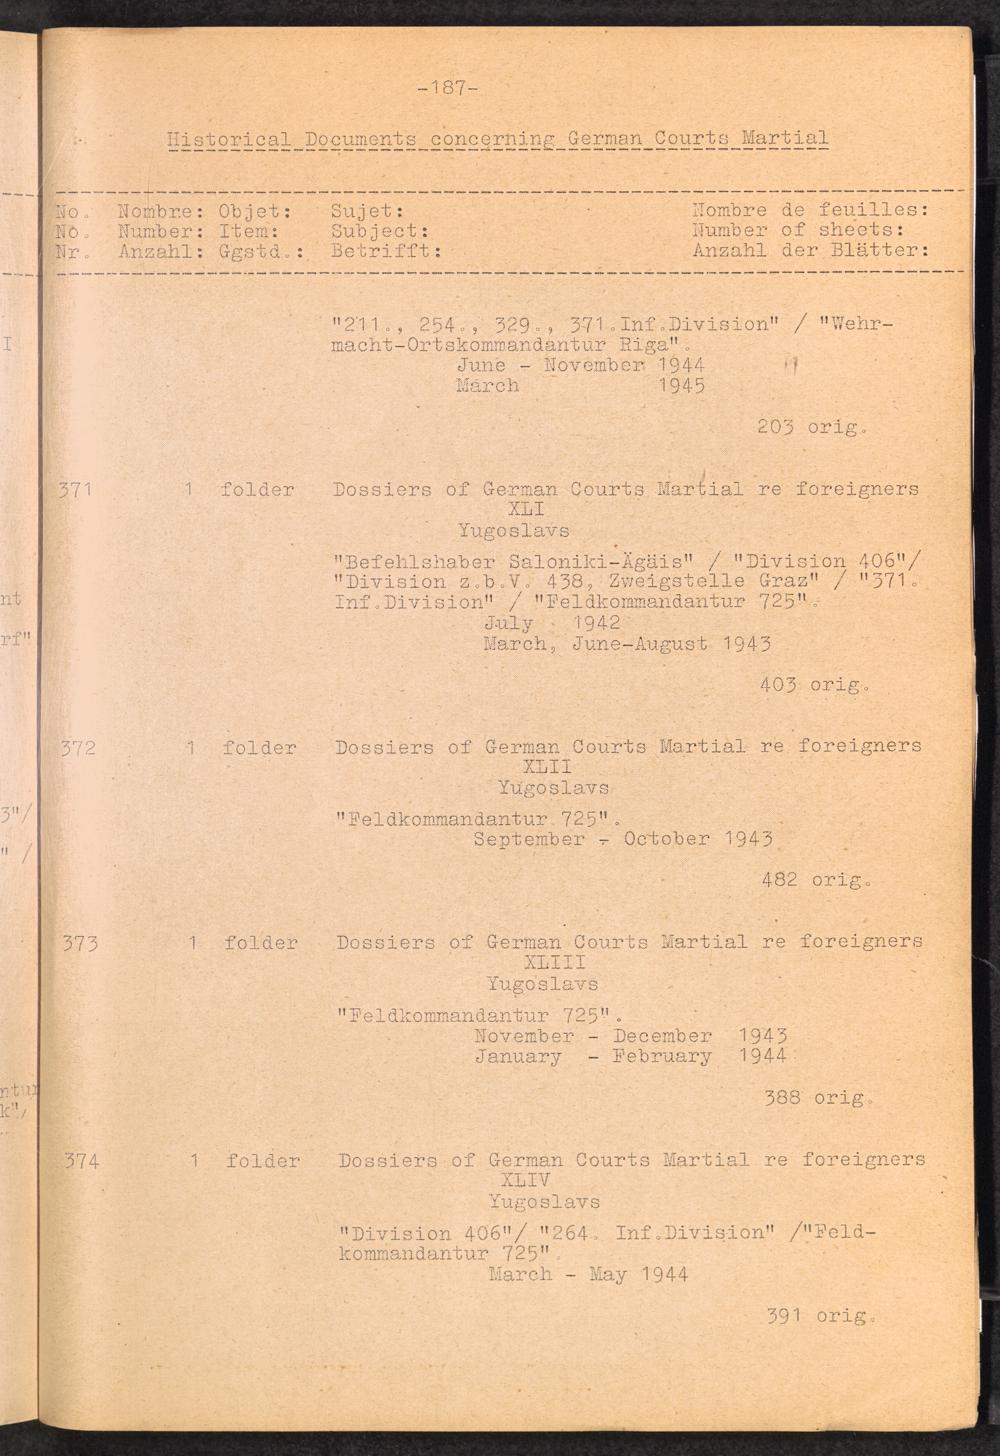 -187-
Historical Documents concerning German Courts Martial
No. Nombre: Objet: Sujet: Nombre de feuilles:
No. Number: Item: Subject: Number of sheets:
Nr. Anzahl: Ggstd.: Betrifft: Anzahl der Blätter:
"211., 254., 329., 371.Inf.Division" / "Wehr-
macht-Ortskommandantur Riga".
June - November 1944
March 1945
203 orig.
371 1 folder Dossiers of German Courts Martial re foreigners
XLI
Yugoslavs
"Befehlshaber Saloniki-Ägäis" / "Division 406"/
"Division z.b.V. 438, Zweigstelle Graz" / "371.
Inf.Division" / "Feldkommandantur 725".
July 1942
March, June-August 1943
403 orig.
372 1 folder Dossiers of German Courts Martial re foreigners
XLII
Yugoslavs
"Feldkommandantur 725".
September - October 1943
482 orig.
373 1 folder Dossiers of German Courts Martial re foreigners
XLIII
Yugoslavs
"Feldkommandantur 725".
November - December 1943
January - February 1944
388 orig.
374 1 folder Dossiers of German Courts Martial re foreigners
XLIV
Yugoslavs
"Division 406"/ "264. Inf.Division" /"Feld-
kommandantur 725".
March - May 1944
391 orig.